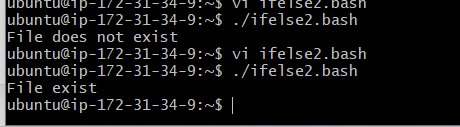 ubuntu@ip-172-31-34-9:~$ vi ifelse2.bash
ubuntu@ip-172-31-34-9:~$ ./ifelse2.bash
File does not exist
ubuntu@ip-172-31-34-9:~$ vi ifelse2.bash
ubuntu@ip-172-31-34-9:~$ ./ifelse2.bash
File exist
ubuntu@ip-172-31-34-9:~$